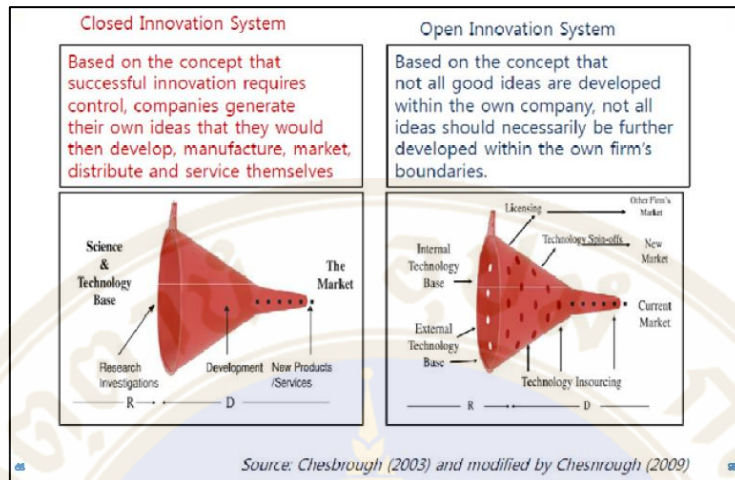 Closed Innovation System
Based on the concept that
successful innovation requires
control, companies generate
their own ideas that they would
then develop, manufacture, market,
distribute and service themselves
Science
&
Technology
Base
The
Market
Research
Investigations
Development
New Products
/Services
R
D
Open Innovation System
Based on the concept that
not all good ideas are developed
within the own company, not all
ideas should necessarily be further
developed within the own firm's
boundaries.
Licensing
Other Firm's
Market
Technology Spin-offs
New
Market
Internal
Technology
Base
Current
Market
External
Technology
Base
Technology Insourcing
R
D
Source: Chesbrough (2003) and modified by Chesnrough (2009)